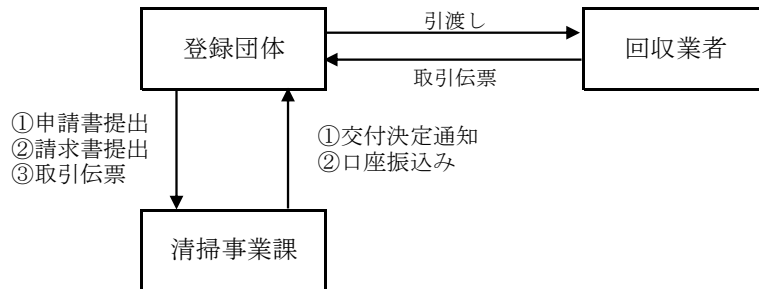 引渡し
登録団体
回収業者
取引伝票
①申請書提出
②請求書提出
③取引伝票
①交付決定通知
②口座振込み
清掃事業課